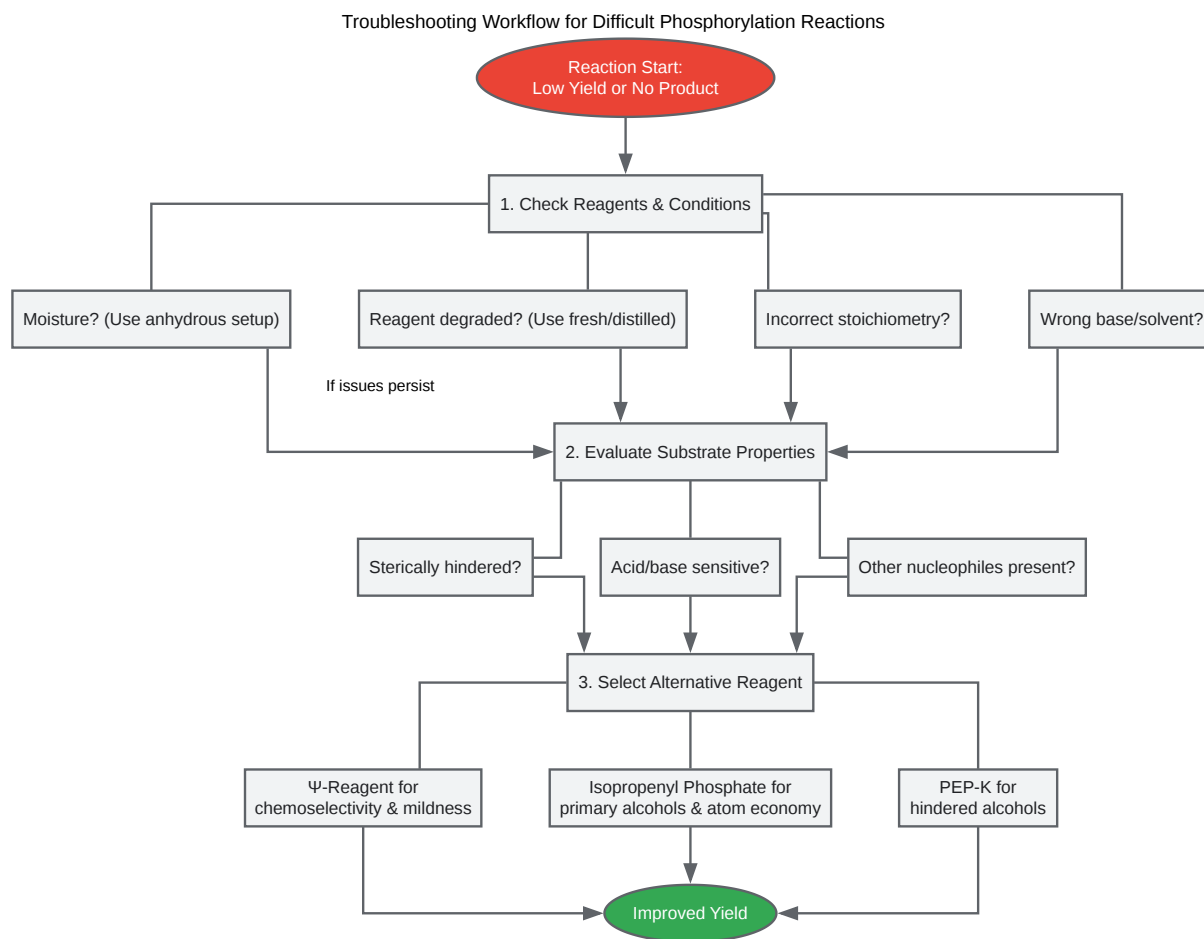 Troubleshooting Workflow for Difficult Phosphorylation Reactions
Reaction Start:
Low Yield or No Product
1. Check Reagents & Conditions
Moisture? (Use anhydrous setup)
Reagent degraded? (Use fresh/distilled)
Incorrect stoichiometry?
Wrong base/solvent?
If issues persist
2. Evaluate Substrate Properties
Sterically hindered?
Acid/base sensitive?
Other nucleophiles present?
3. Select Alternative Reagent
Ψ-Reagent for
chemoselectivity & mildness
Isopropenyl Phosphate for
primary alcohols & atom economy
PEP-K for
hindered alcohols
Improved Yield